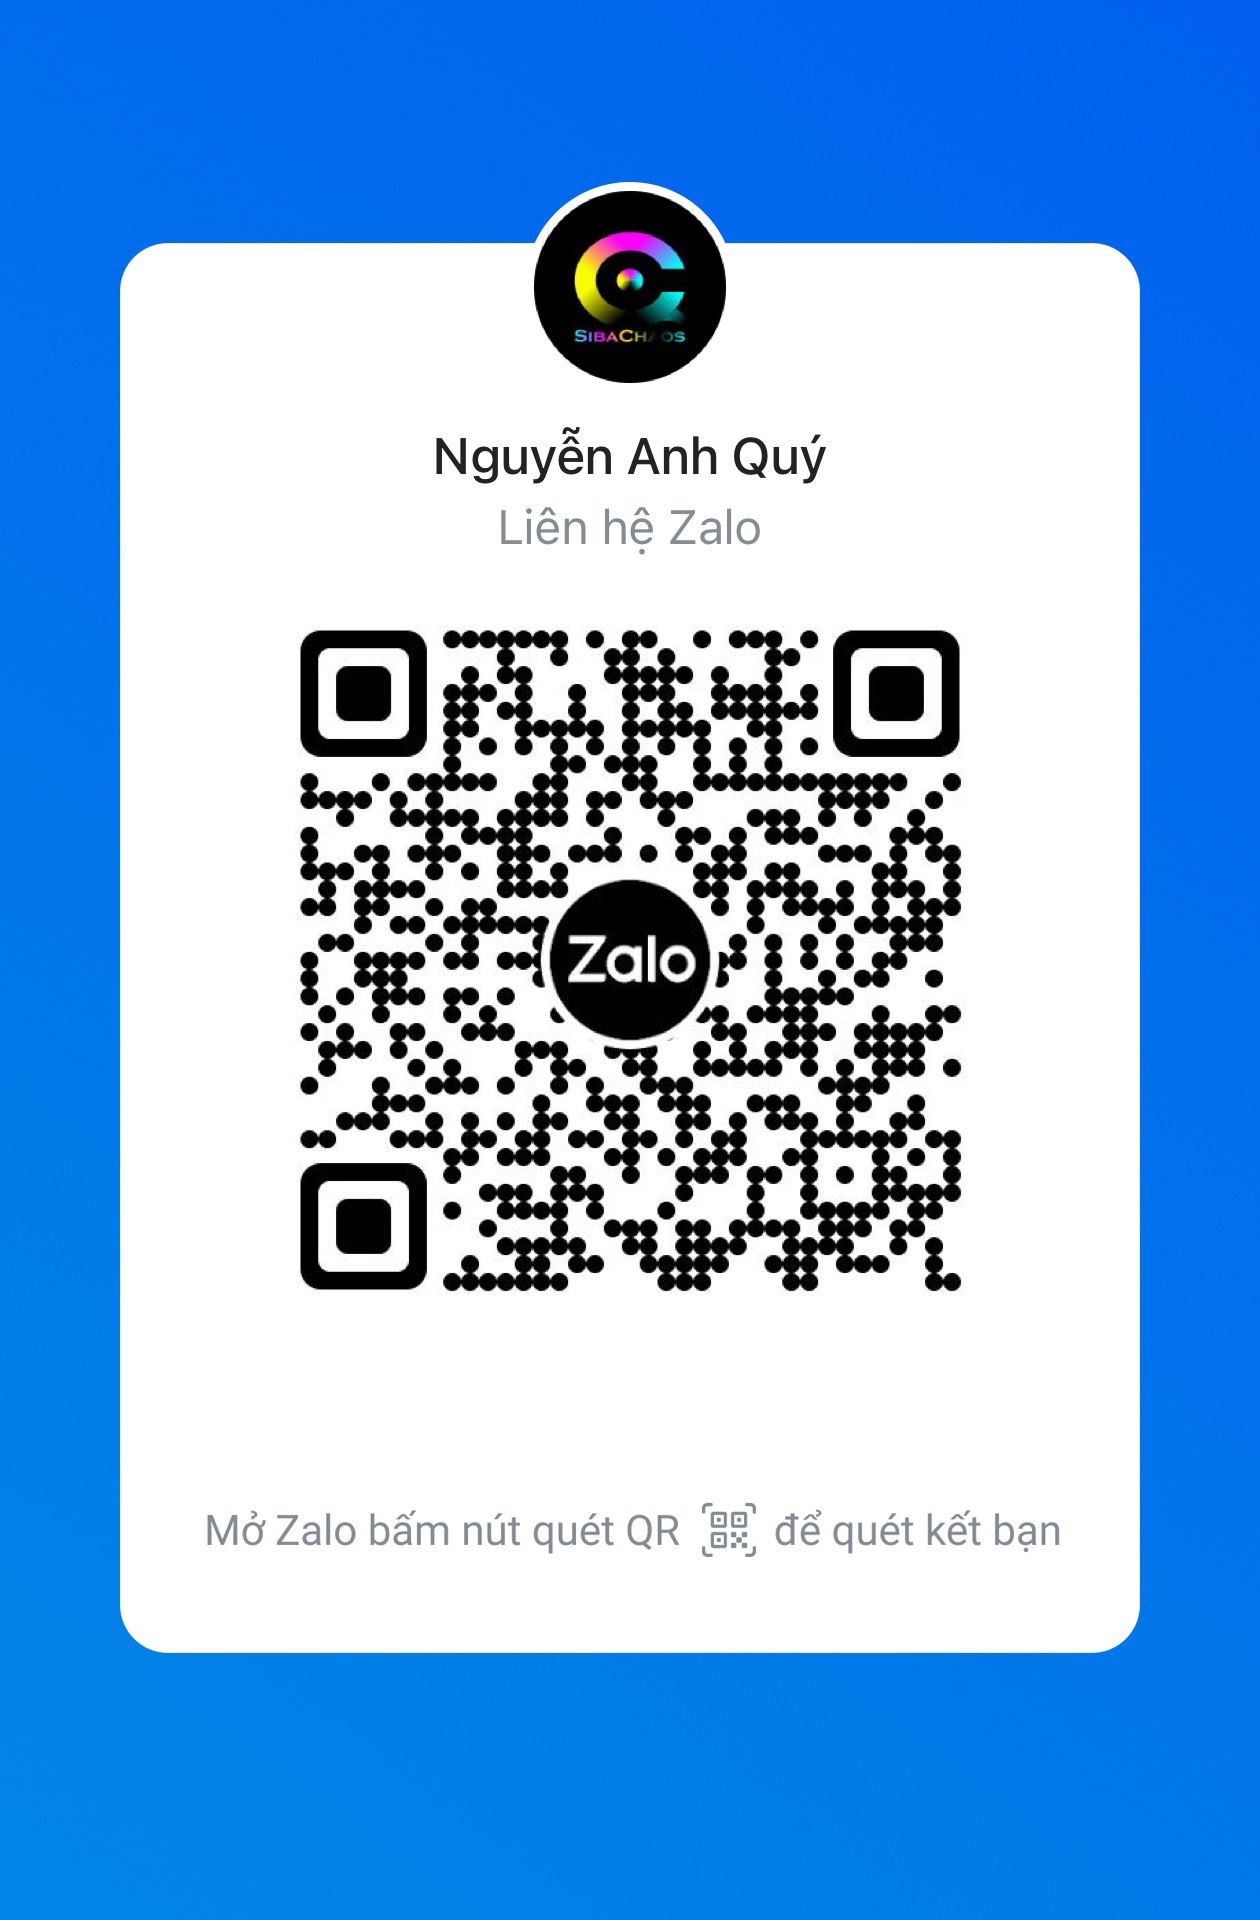 SIBACHAOS
Nguyễn Anh Quý
Liên hệ Zalo
Zalo
Mở Zalo bấm nút quét QR để quét kết bạn